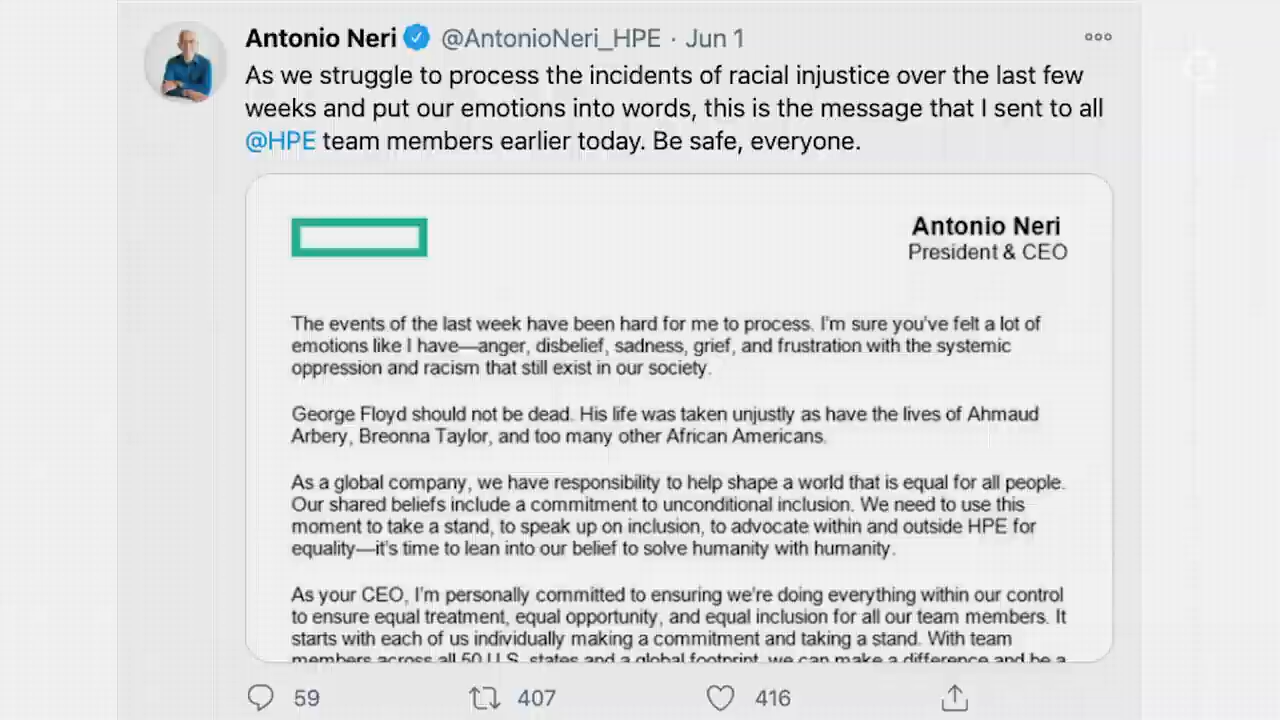 Antonio Neri @AntonioNeri_HPE · Jun 1
As we struggle to process the incidents of racial injustice over the last few
weeks and put our emotions into words, this is the message that I sent to all
@HPE team members earlier today. Be safe, everyone.
Antonio Neri
President & CEO
The events of the last week have been hard for me to process. I'm sure you've felt a lot of
emotions like I have—anger, disbelief, sadness, grief, and frustration with the systemic
oppression and racism that still exist in our society.
George Floyd should not be dead. His life was taken unjustly as have the lives of Ahmaud
Arbery, Breonna Taylor, and too many other African Americans.
As a global company, we have responsibility to help shape a world that is equal for all people.
Our shared beliefs include a commitment to unconditional inclusion. We need to use this
moment to take a stand, to speak up on inclusion, to advocate within and outside HPE for
equality—it's time to lean into our belief to solve humanity with humanity.
As your CEO, I'm personally committed to ensuring we're doing everything within our control
to ensure equal treatment, equal opportunity, and equal inclusion for all our team members. It
starts with each of us individually making a commitment and taking a stand. With team
members across all 50 U.S. states and a global footprint, we can make a difference and be a
59 407 416